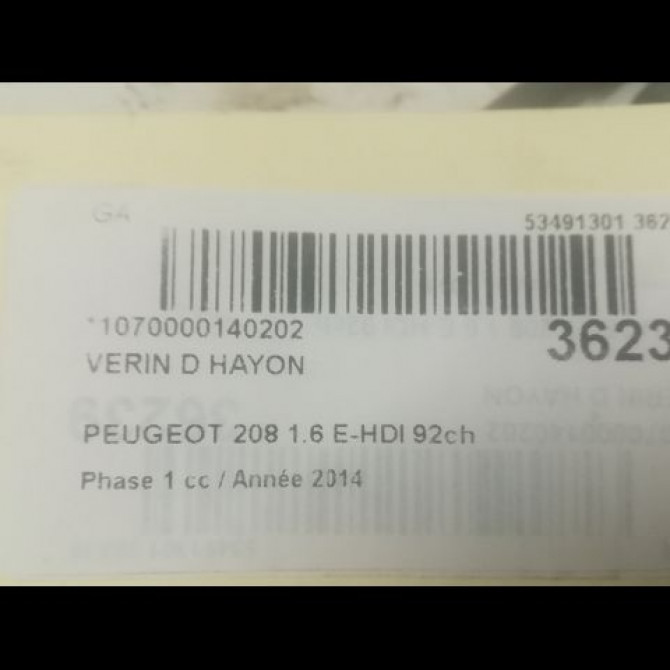 GA
53491301 362
*1070000140202
3623
VERIN D HAYON
PEUGEOT 208 1.6 E-HDI 92ch
Phase 1 cc / Année 2014